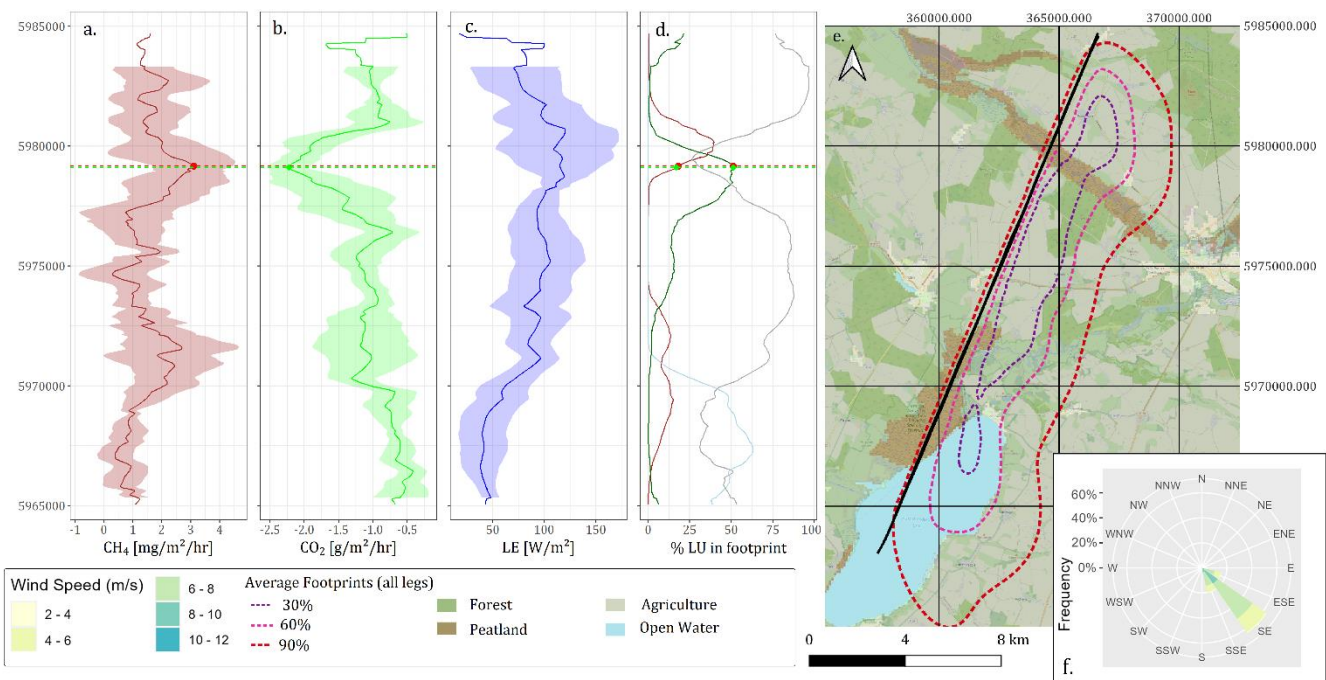 360000.000 365000.000 370000.000
5985000 a. b. c. d. e. 5985000.000
5980000 5980000.000
5975000 5975000.000
5970000 5970000.000
5965000 5965000.000
-1 0 1 2 3 4
-2.5 -2.0 -1.5 -1.0 -0.5
50 100 150
0 25 50 75 100
CH₄ [mg/m²/hr] CO₂ [g/m²/hr] LE [W/m²] % LU in footprint
Wind Speed (m/s)
2 - 4
4 - 6
6 - 8
8 - 10
10 - 12
Average Footprints (all legs)
30%
60%
90%
Forest
Peatland
Agriculture
Open Water
0 4 8 km
Frequency
60%
40%
20%
0%
N
NNE
NE
ENE
E
ESE
SE
SSE
S
SSW
SW
WSW
W
WNW
NW
NNW
f.